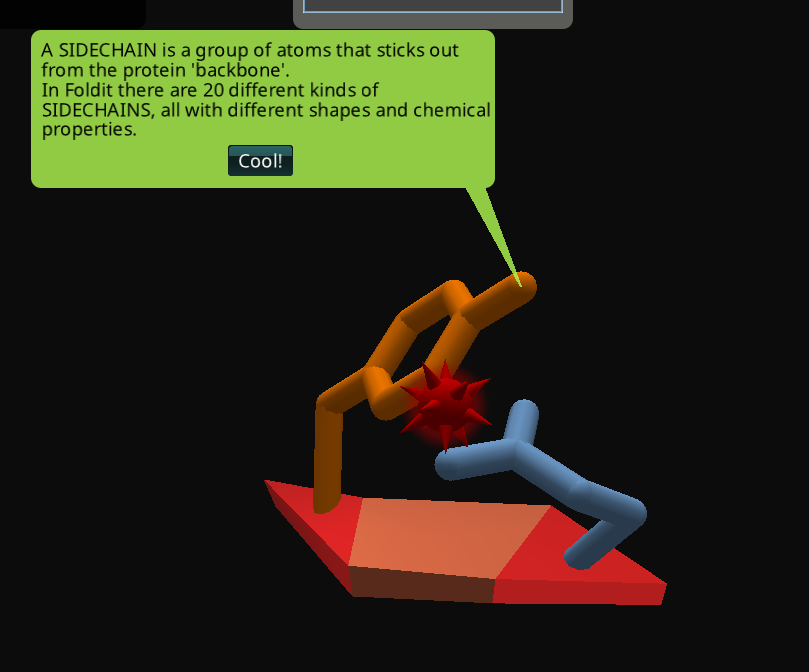 A SIDECHAIN is a group of atoms that sticks out
from the protein 'backbone'.
In Foldit there are 20 different kinds of
SIDECHAINS, all with different shapes and chemical
properties.
Cool!